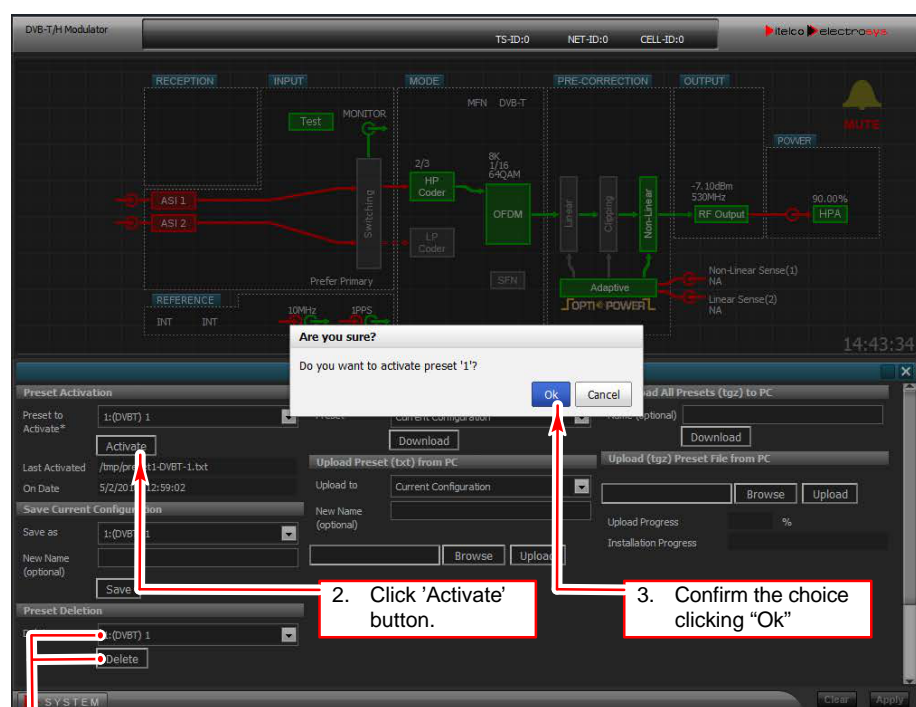 DVB-T/H Modulator
TS-ID:0 NET-ID:0 CELL-ID:0
itelco electrosys
RECEPTION INPUT MODE PRE-CORRECTION OUTPUT
MFN DVB-T
MONITOR
Test
MUTE
POWER
2/3
8K
1/16
64QAM
HP
Coder
ASI 1
ASI 2
Switching
OFDM
LP
Coder
Linear
Clipping
Non-Linear
-7.10dBm
530MHz
RF Output
90.00%
HPA
Prefer Primary
SFN
Adaptive
OPTI POWER
Non-Linear Sense(1)
NA
Linear Sense(2)
NA
REFERENCE
INT INT
10MHz 1PPS
14:43:34
Are you sure?
Do you want to activate preset '1'?
Ok Cancel
Preset Activation
Preset to
Activate*
1:(DVBT) 1
Activate
Last Activated
On Date
Save Current Configuration
Save as
New Name
(optional)
Save
Preset Deletion
1:(DVBT) 1
Delete
Current Configuration
Download
Upload Preset (txt) from PC
Upload to Current Configuration
New Name
(optional)
Browse Upload
All Presets (tgz) to PC
(optional)
Download
Upload (tgz) Preset File from PC
Browse Upload
Upload Progress %
Installation Progress
2. Click ’Activate’
button.
3. Confirm the choice
clicking “Ok”
SYSTEM
Clear Apply